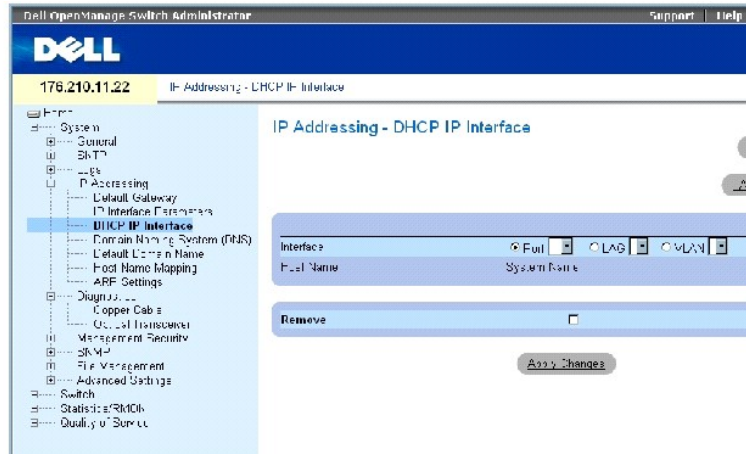 Dell OpenManage Switch Administrator
Support | Help
DELL
176.210.11.22
IP Addressing - DHCP IP Interface
Home
System
General
SNTP
Logs
IP Addressing
Default Gateway
IP Interface Parameters
DHCP IP Interface
Domain Naming System (DNS)
Default Domain Name
Host Name Mapping
ARP Settings
Diagnostics
Copper Cable
Optical Transceiver
Management Security
SNMP
File Management
Advanced Settings
Switch
Statistics/RMON
Quality of Service
IP Addressing - DHCP IP Interface
Interface
Port
LAG
VLAN
Host Name
System Name
Remove
Apply Changes